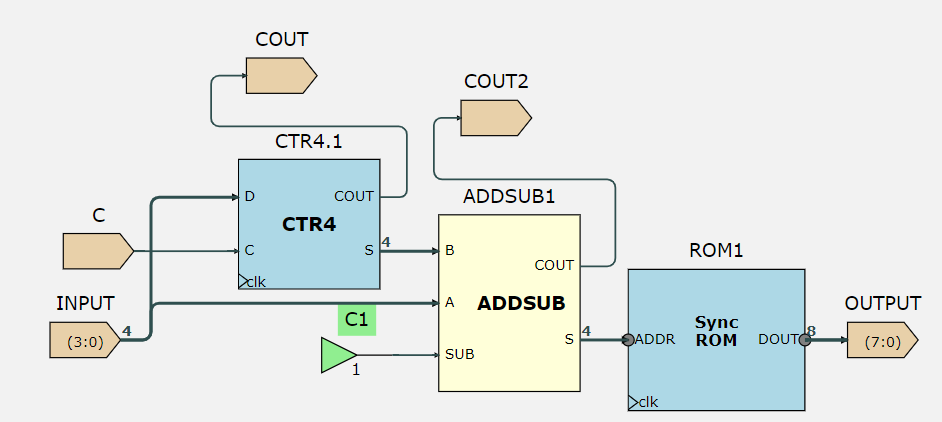 COUT
COUT2
CTR4.1
ADDSUB1
D
COUT
C
CTR4
C
S
4
B
clk
COUT
ROM1
INPUT
(3:0)
4
A
ADDSUB
OUTPUT
C1
Sync
ROM
S
4
ADDR
DOUT
8
(7:0)
SUB
1
clk